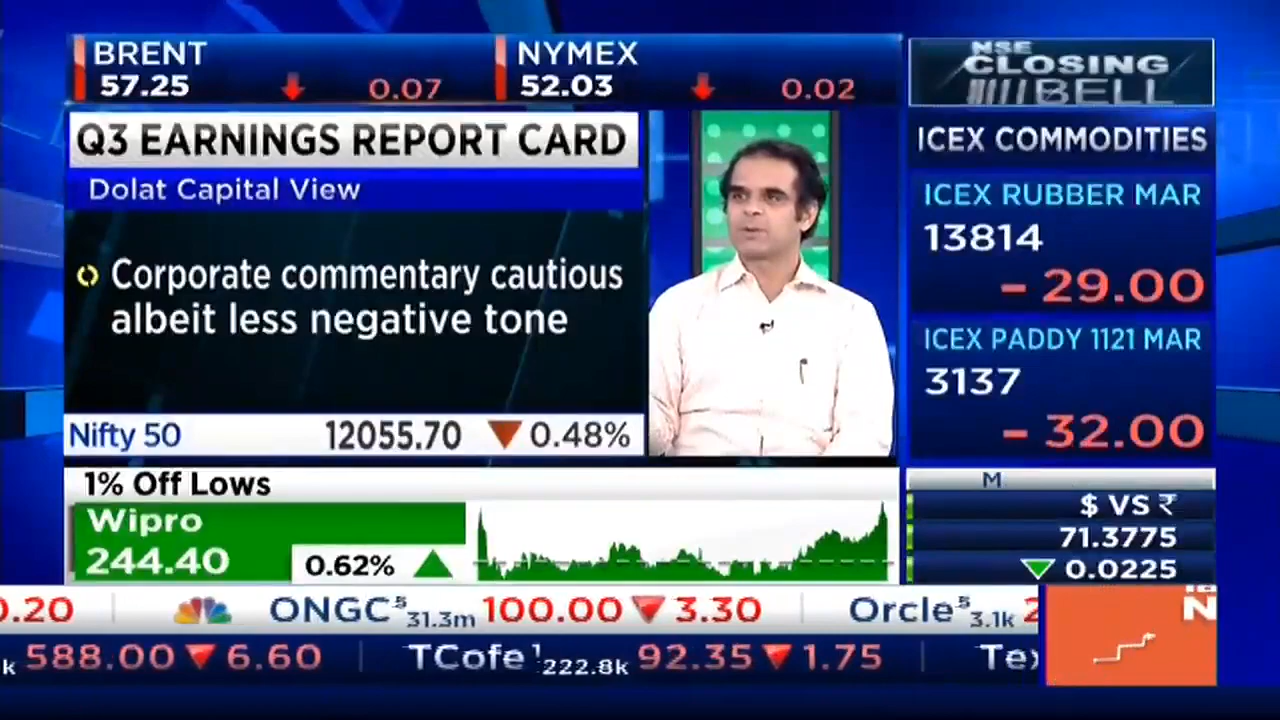 BRENT
57.25 0.07
NYMEX
52.03 0.02
NSE
CLOSING
BELL
Q3 EARNINGS REPORT CARD
Dolat Capital View
Corporate commentary cautious
albeit less negative tone
Nifty 50 12055.70 0.48%
ICEX COMMODITIES
ICEX RUBBER MAR
13814
- 29.00
ICEX PADDY 1121 MAR
3137
- 32.00
1% Off Lows
Wipro
244.40 0.62%
M
$ VS ₹
71.3775
0.0225
0.20 ONGC⁵ 31.3m 100.00 3.30 Orcle⁵ 3.1k
k 588.00 6.60 TCofe¹ 222.8k 92.35 1.75
N